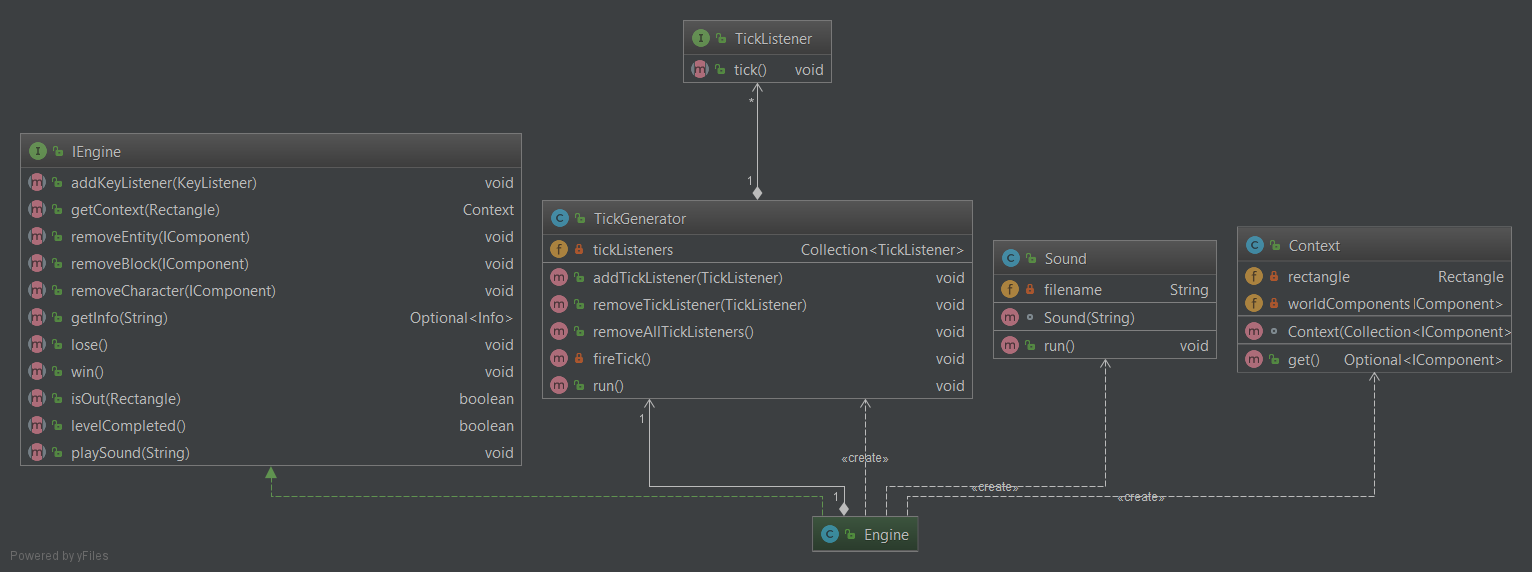 TickListener
tick() void
*
1
IEngine
addKeyListener(KeyListener) void
getContext(Rectangle) Context
removeEntity(IComponent) void
removeBlock(IComponent) void
removeCharacter(IComponent) void
getInfo(String) Optional<Info>
lose() void
win() void
isOut(Rectangle) boolean
levelCompleted() boolean
playSound(String) void
TickGenerator
tickListeners Collection<TickListener>
addTickListener(TickListener) void
removeTickListener(TickListener) void
removeAllTickListeners() void
fireTick() void
run() void
Sound
filename String
Sound(String)
run() void
Context
rectangle Rectangle
worldComponents IComponent>
Context(Collection<IComponent>
get() Optional<IComponent>
1
«create»
«create»
«create»
1
Engine
Powered by yFiles